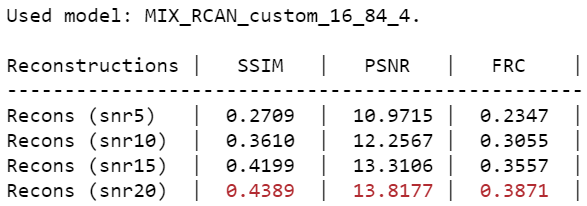 Used model: MIX_RCAN_custom_16_84_4.
Reconstructions | SSIM | PSNR | FRC |
--------------------------------------------------
Recons (snr5) | 0.2709 | 10.9715 | 0.2347 |
Recons (snr10) | 0.3610 | 12.2567 | 0.3055 |
Recons (snr15) | 0.4199 | 13.3106 | 0.3557 |
Recons (snr20) | 0.4389 | 13.8177 | 0.3871 |